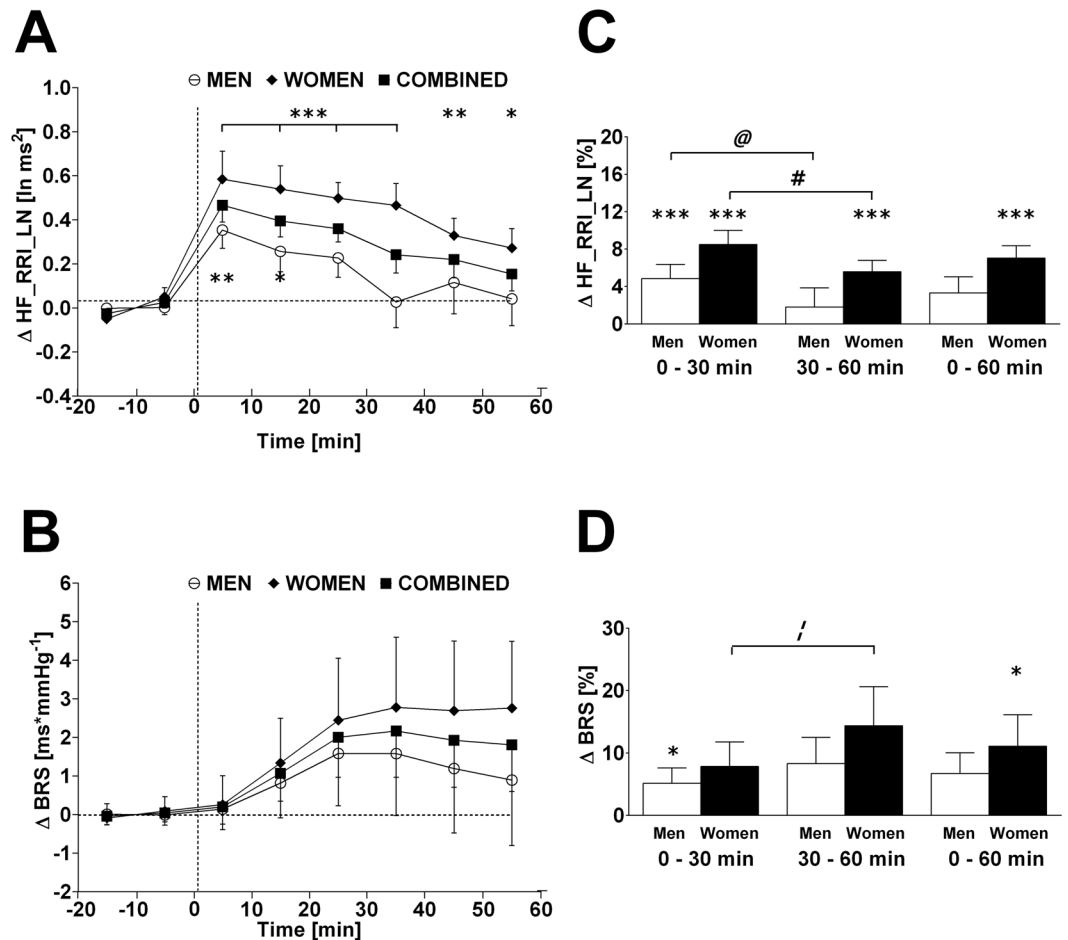 A
MEN WOMEN COMBINED
1.0
0.8
0.6
0.4
0.2
0.0
-0.2
-0.4
Δ HF_RRI_LN [ln ms²]
*** ** *
** *
-20 -10 0 10 20 30 40 50 60
Time [min]
B
MEN WOMEN COMBINED
6
5
4
3
2
1
0
-1
-2
Δ BRS [ms*mmHg⁻¹]
-20 -10 0 10 20 30 40 50 60
Time [min]
C
20
16
12
8
4
0
Δ HF_RRI_LN [%]
@
#
*** *** *** ***
Men Women Men Women Men Women
0 - 30 min 30 - 60 min 0 - 60 min
D
30
20
10
0
Δ BRS [%]
* *
Men Women Men Women Men Women
0 - 30 min 30 - 60 min 0 - 60 min